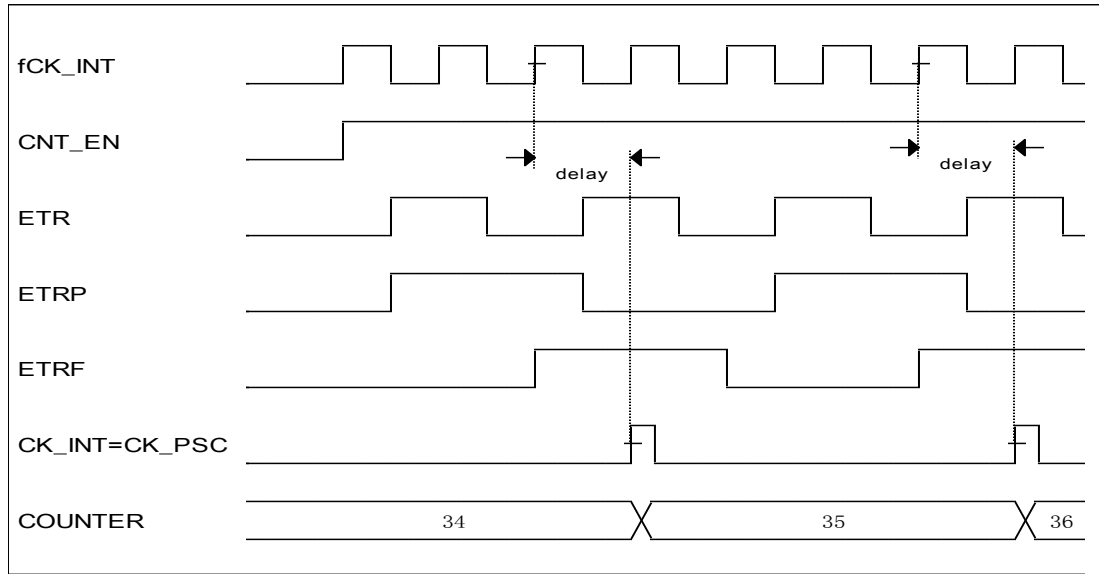 fCK_INT
CNT_EN
delay
delay
ETR
ETRP
ETRF
CK_INT=CK_PSC
COUNTER
34
35
36